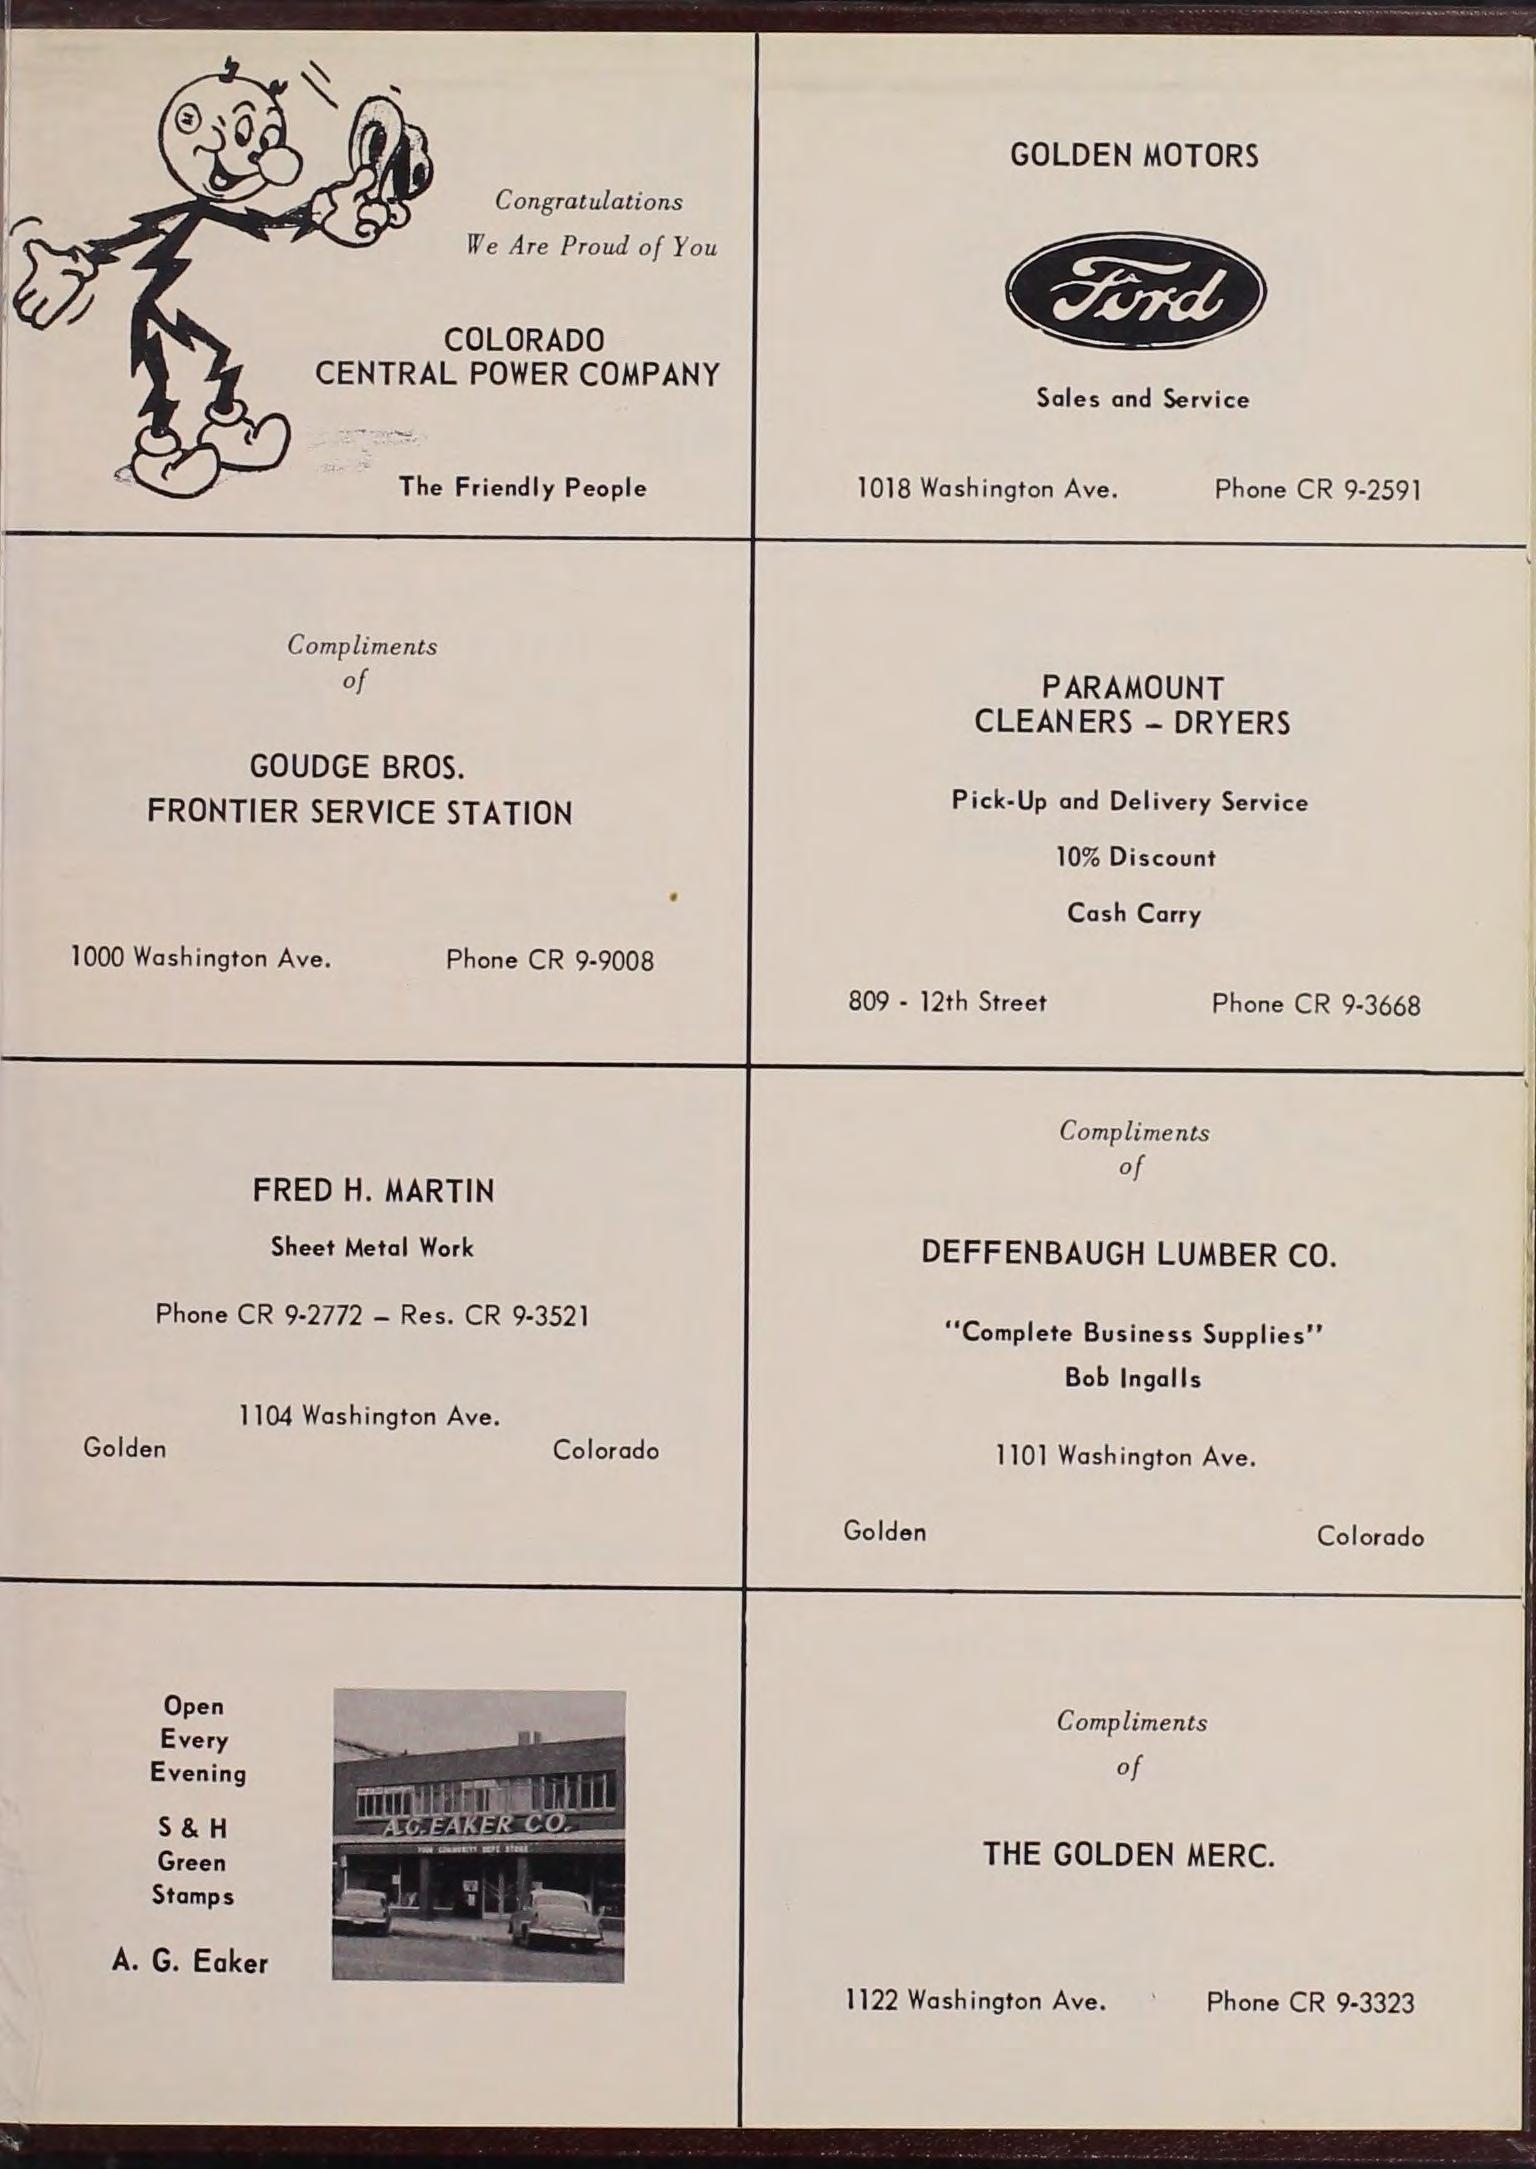 Congratulations
We Are Proud of You
COLORADO
CENTRAL POWER COMPANY
The Friendly People
GOLDEN MOTORS
Ford
Sales and Service
1018 Washington Ave. Phone CR 9-2591
Compliments
of
GOUDGE BROS.
FRONTIER SERVICE STATION
1000 Washington Ave. Phone CR 9-9008
PARAMOUNT
CLEANERS – DRYERS
Pick-Up and Delivery Service
10% Discount
Cash Carry
809 - 12th Street Phone CR 9-3668
FRED H. MARTIN
Sheet Metal Work
Phone CR 9-2772 – Res. CR 9-3521
1104 Washington Ave.
Golden Colorado
Compliments
of
DEFFENBAUGH LUMBER CO.
"Complete Business Supplies"
Bob Ingalls
1101 Washington Ave.
Golden Colorado
Open
Every
Evening
S & H
Green
Stamps
A. G. Eaker
A.G. EAKER CO.
YOUR COMMUNITY DEPT STORE
Compliments
of
THE GOLDEN MERC.
1122 Washington Ave. Phone CR 9-3323